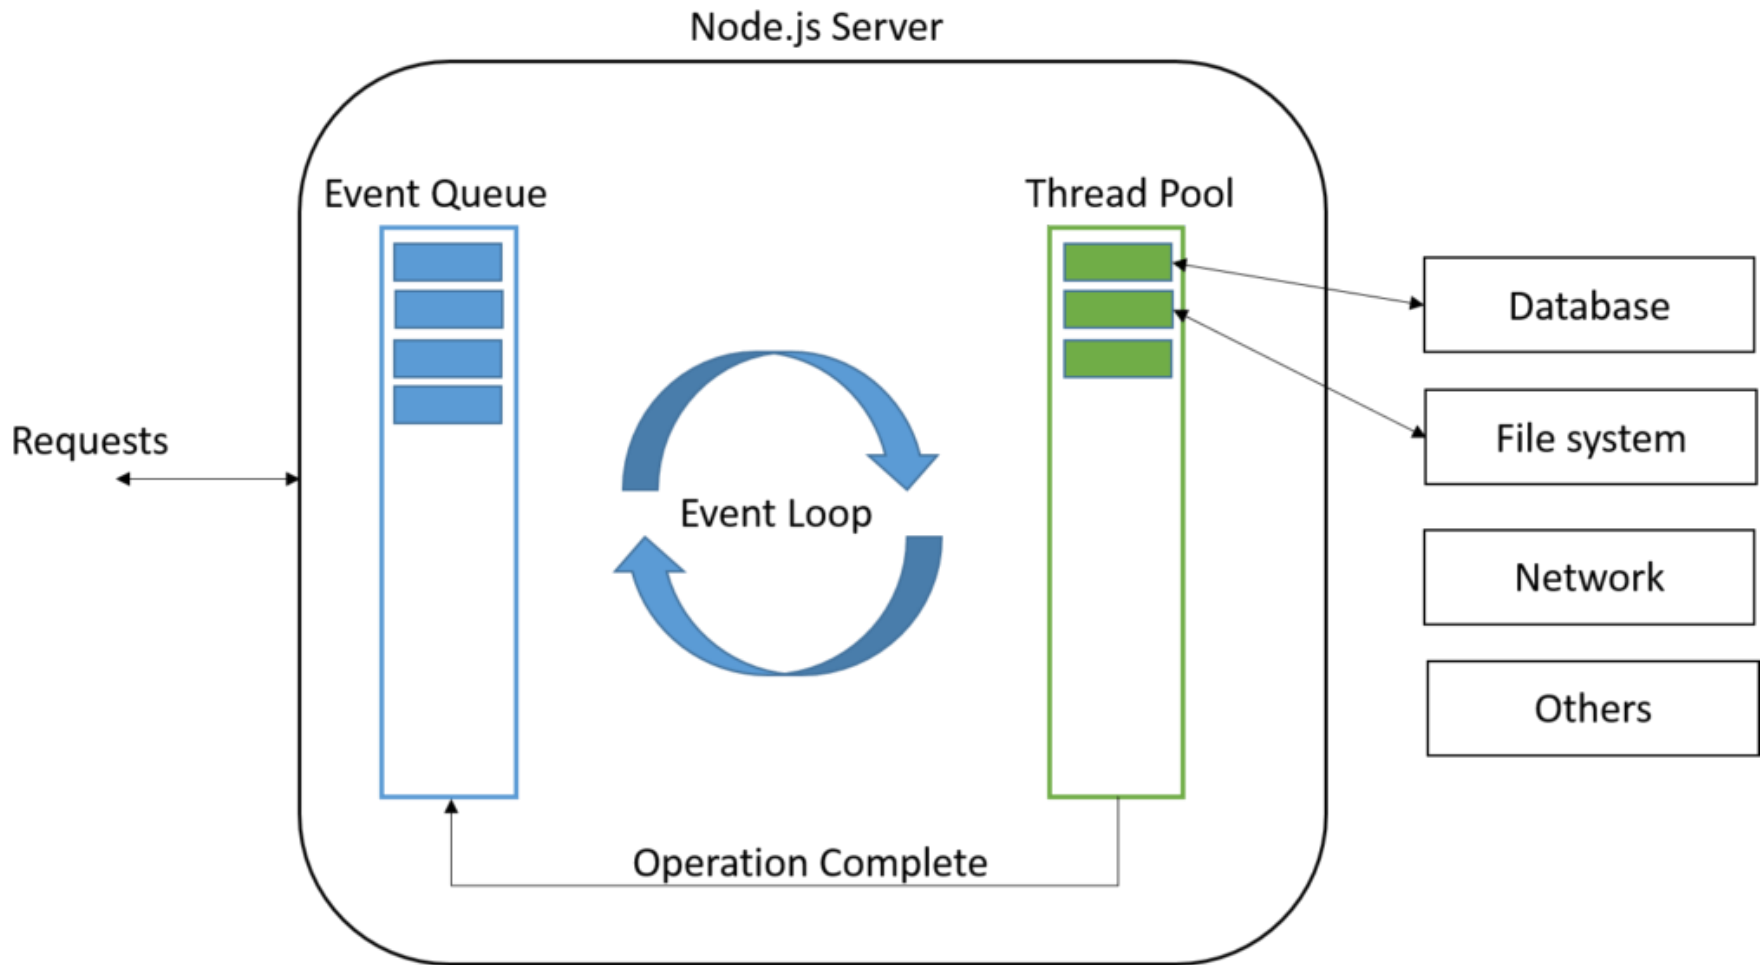 Node.js Server
Event Queue
Thread Pool
Database
Requests
File system
Event Loop
Network
Others
Operation Complete